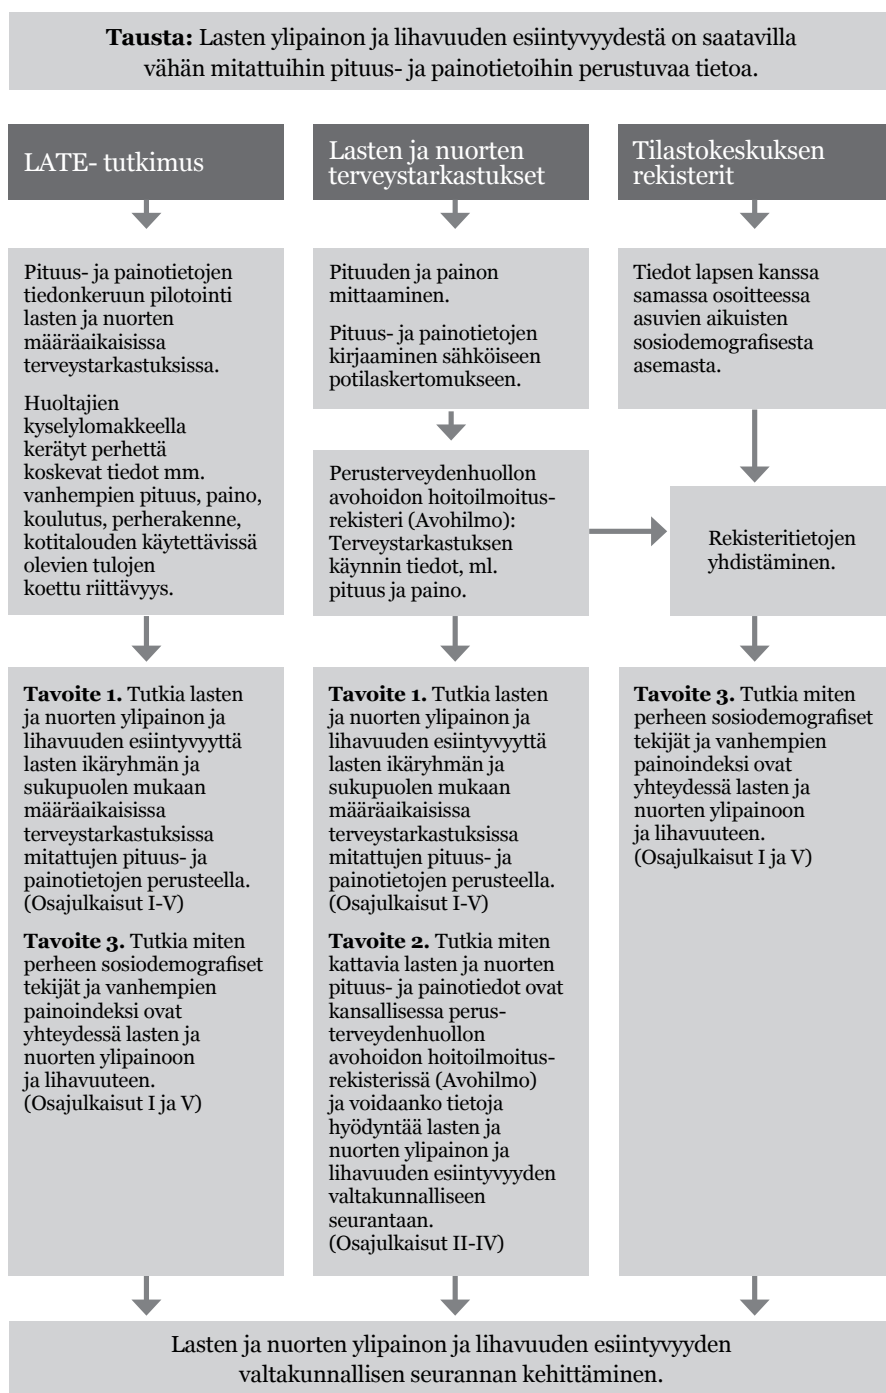 Tausta: Lasten ylipainon ja lihavuuden esiintyvyydestä on saatavilla
vähän mitattuihin pituus- ja painotietoihin perustuvaa tietoa.
LATE- tutkimus
Pituus- ja painotietojen
tiedonkeruun pilotointi
lasten ja nuorten
määräaikaisissa
terveystarkastuksissa.
Huoltajien
kyselylomakkeella
kerätyt perhettä
koskevat tiedot mm.
vanhempien pituus, paino,
koulutus, perherakenne,
kotitalouden käytettävissä
olevien tulojen
koettu riittävyys.
Tavoite 1. Tutkia lasten
ja nuorten ylipainon ja
lihavuuden esiintyvyyttä
lasten ikäryhmän ja
sukupuolen mukaan
määräaikaisissa
terveystarkastuksissa
mitattujen pituus- ja
painotietojen perusteella.
(Osajulkaisut I-V)
Tavoite 3. Tutkia miten
perheen sosiodemografiset
tekijät ja vanhempien
painoindeksi ovat
yhteydessä lasten ja
nuorten ylipainoon
ja lihavuuteen.
(Osajulkaisut I ja V)
Lasten ja nuorten
terveystarkastukset
Pituuden ja painon
mittaaminen.
Pituus- ja painotietojen
kirjaaminen sähköiseen
potilaskertomukseen.
Perusterveydenhuollon
avohoidon hoitoilmoitus-
rekisteri (Avohilmo):
Terveystarkastuksen
käynnin tiedot, ml.
pituus ja paino.
Tavoite 1. Tutkia lasten
ja nuorten ylipainon ja
lihavuuden esiintyvyyttä
lasten ikäryhmän ja
sukupuolen mukaan
määräaikaisissa
terveystarkastuksissa
mitattujen pituus- ja
painotietojen perusteella.
(Osajulkaisut I-V)
Tavoite 2. Tutkia miten
kattavia lasten ja nuorten
pituus- ja painotiedot ovat
kansallisessa perus-
terveydenhuollon
avohoidon hoitoilmoitus-
rekisterissä (Avohilmo)
ja voidaanko tietoja
hyödyntää lasten ja
nuorten ylipainon ja
lihavuuden esiintyvyyden
valtakunnalliseen
seurantaan.
(Osajulkaisut II-IV)
Tilastokeskuksen
rekisterit
Tiedot lapsen kanssa
samassa osoitteessa
asuvien aikuisten
sosiodemografisesta
asemasta.
Rekisteritietojen
yhdistäminen.
Tavoite 3. Tutkia miten
perheen sosiodemografiset
tekijät ja vanhempien
painoindeksi ovat
yhteydessä lasten ja
nuorten ylipainoon
ja lihavuuteen.
(Osajulkaisut I ja V)
Lasten ja nuorten ylipainon ja lihavuuden esiintyvyyden
valtakunnallisen seurannan kehittäminen.